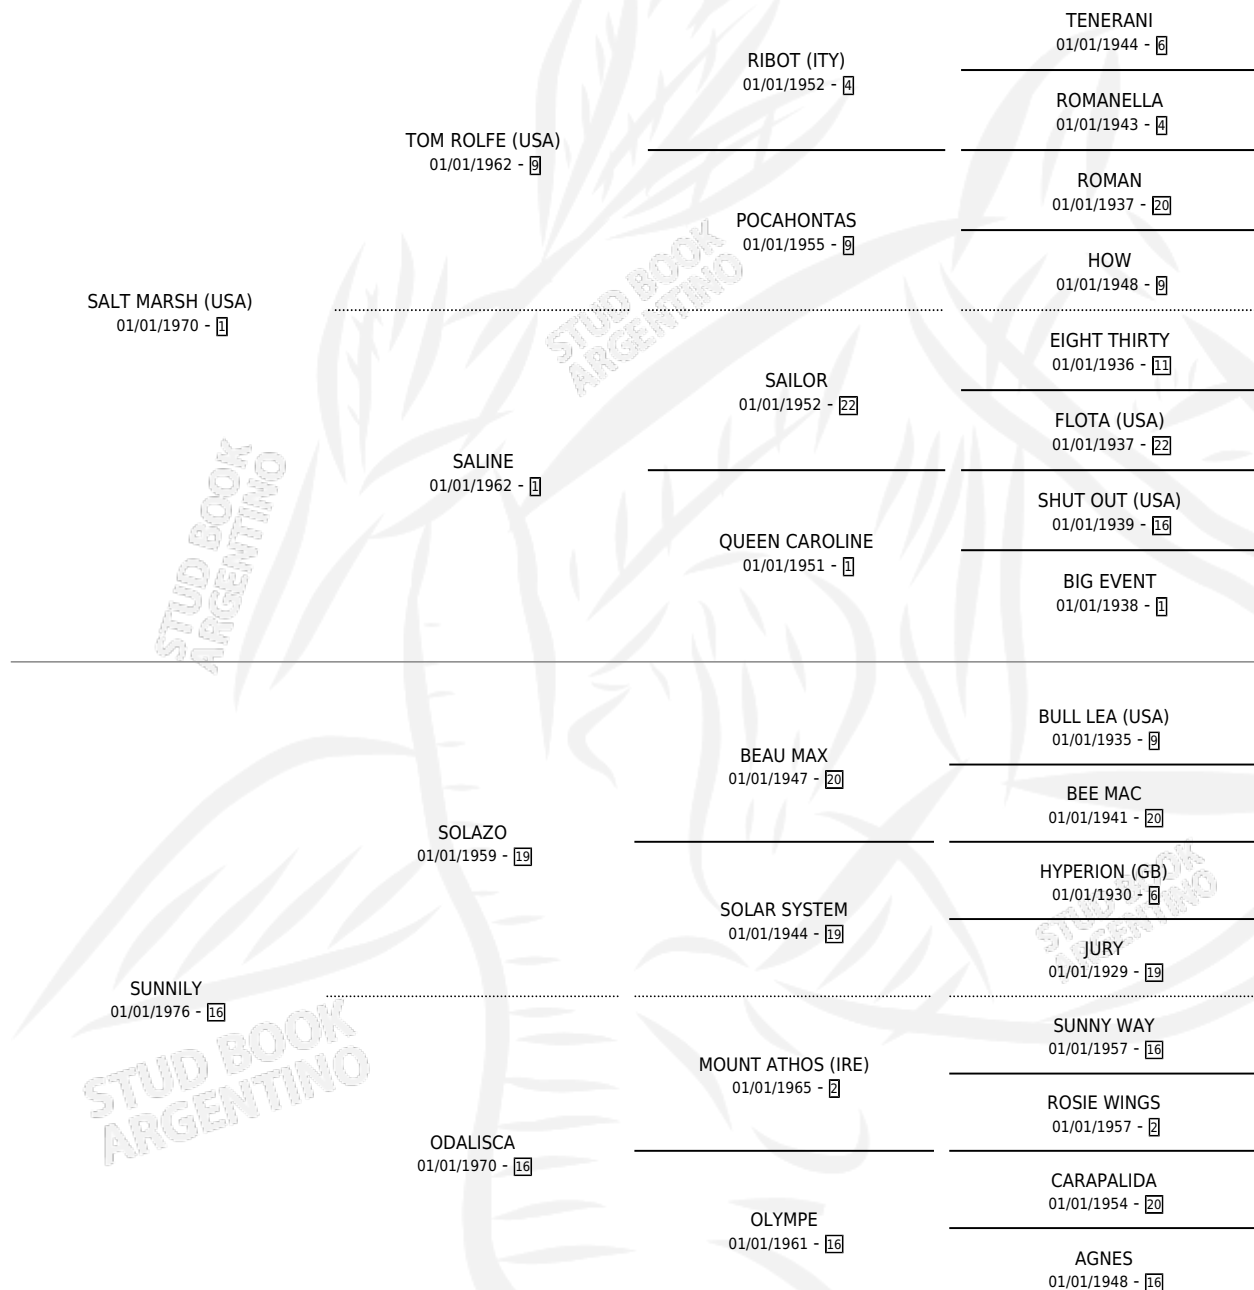 TENERANI
01/01/1944 - 6
RIBOT (ITY)
01/01/1952 - 4
ROMANELLA
01/01/1943 - 4
TOM ROLFE (USA)
01/01/1962 - 9
ROMAN
01/01/1937 - 20
POCAHONTAS
01/01/1955 - 9
HOW
01/01/1948 - 9
SALT MARSH (USA)
01/01/1970 - 1
EIGHT THIRTY
01/01/1936 - 11
SAILOR
01/01/1952 - 22
FLOTA (USA)
01/01/1937 - 22
SALINE
01/01/1962 - 1
SHUT OUT (USA)
01/01/1939 - 16
QUEEN CAROLINE
01/01/1951 - 1
BIG EVENT
01/01/1938 - 1
STUD BOOK
ARGENTINO
STUD BOOK
ARGENTINO
BULL LEA (USA)
01/01/1935 - 9
BEAU MAX
01/01/1947 - 20
BEE MAC
01/01/1941 - 20
SOLAZO
01/01/1959 - 19
HYPERION (GB)
01/01/1930 - 6
SOLAR SYSTEM
01/01/1944 - 19
JURY
01/01/1929 - 19
SUNNILY
01/01/1976 - 16
SUNNY WAY
01/01/1957 - 16
MOUNT ATHOS (IRE)
01/01/1965 - 2
ROSIE WINGS
01/01/1957 - 2
ODALISCA
01/01/1970 - 16
CARAPALIDA
01/01/1954 - 20
OLYMPE
01/01/1961 - 16
AGNES
01/01/1948 - 16
STUD BOOK
ARGENTINO
STUD BOOK
ARGENTINO